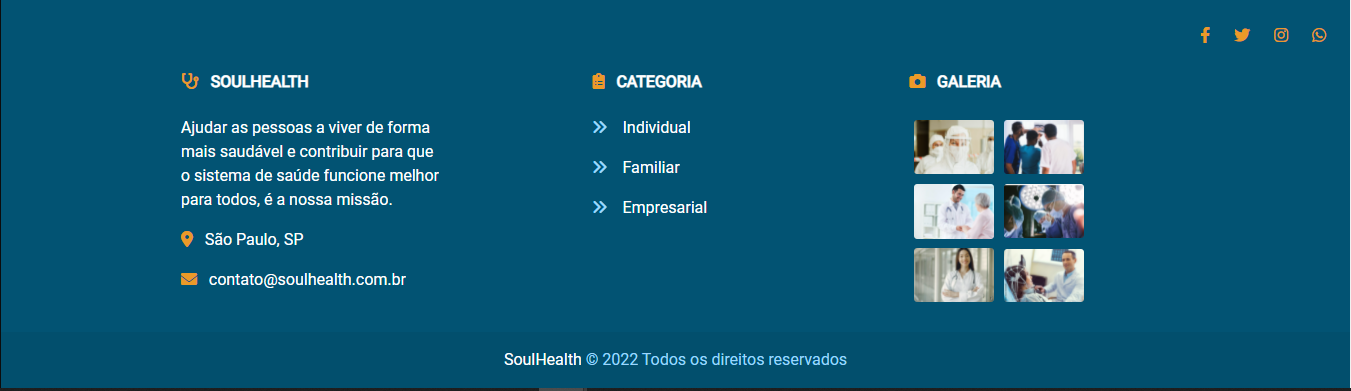 SOULHEALTH
Ajudar as pessoas a viver de forma
mais saudável e contribuir para que
o sistema de saúde funcione melhor
para todos, é a nossa missão.
São Paulo, SP
contato@soulhealth.com.br
CATEGORIA
Individual
Familiar
Empresarial
GALERIA
SoulHealth © 2022 Todos os direitos reservados